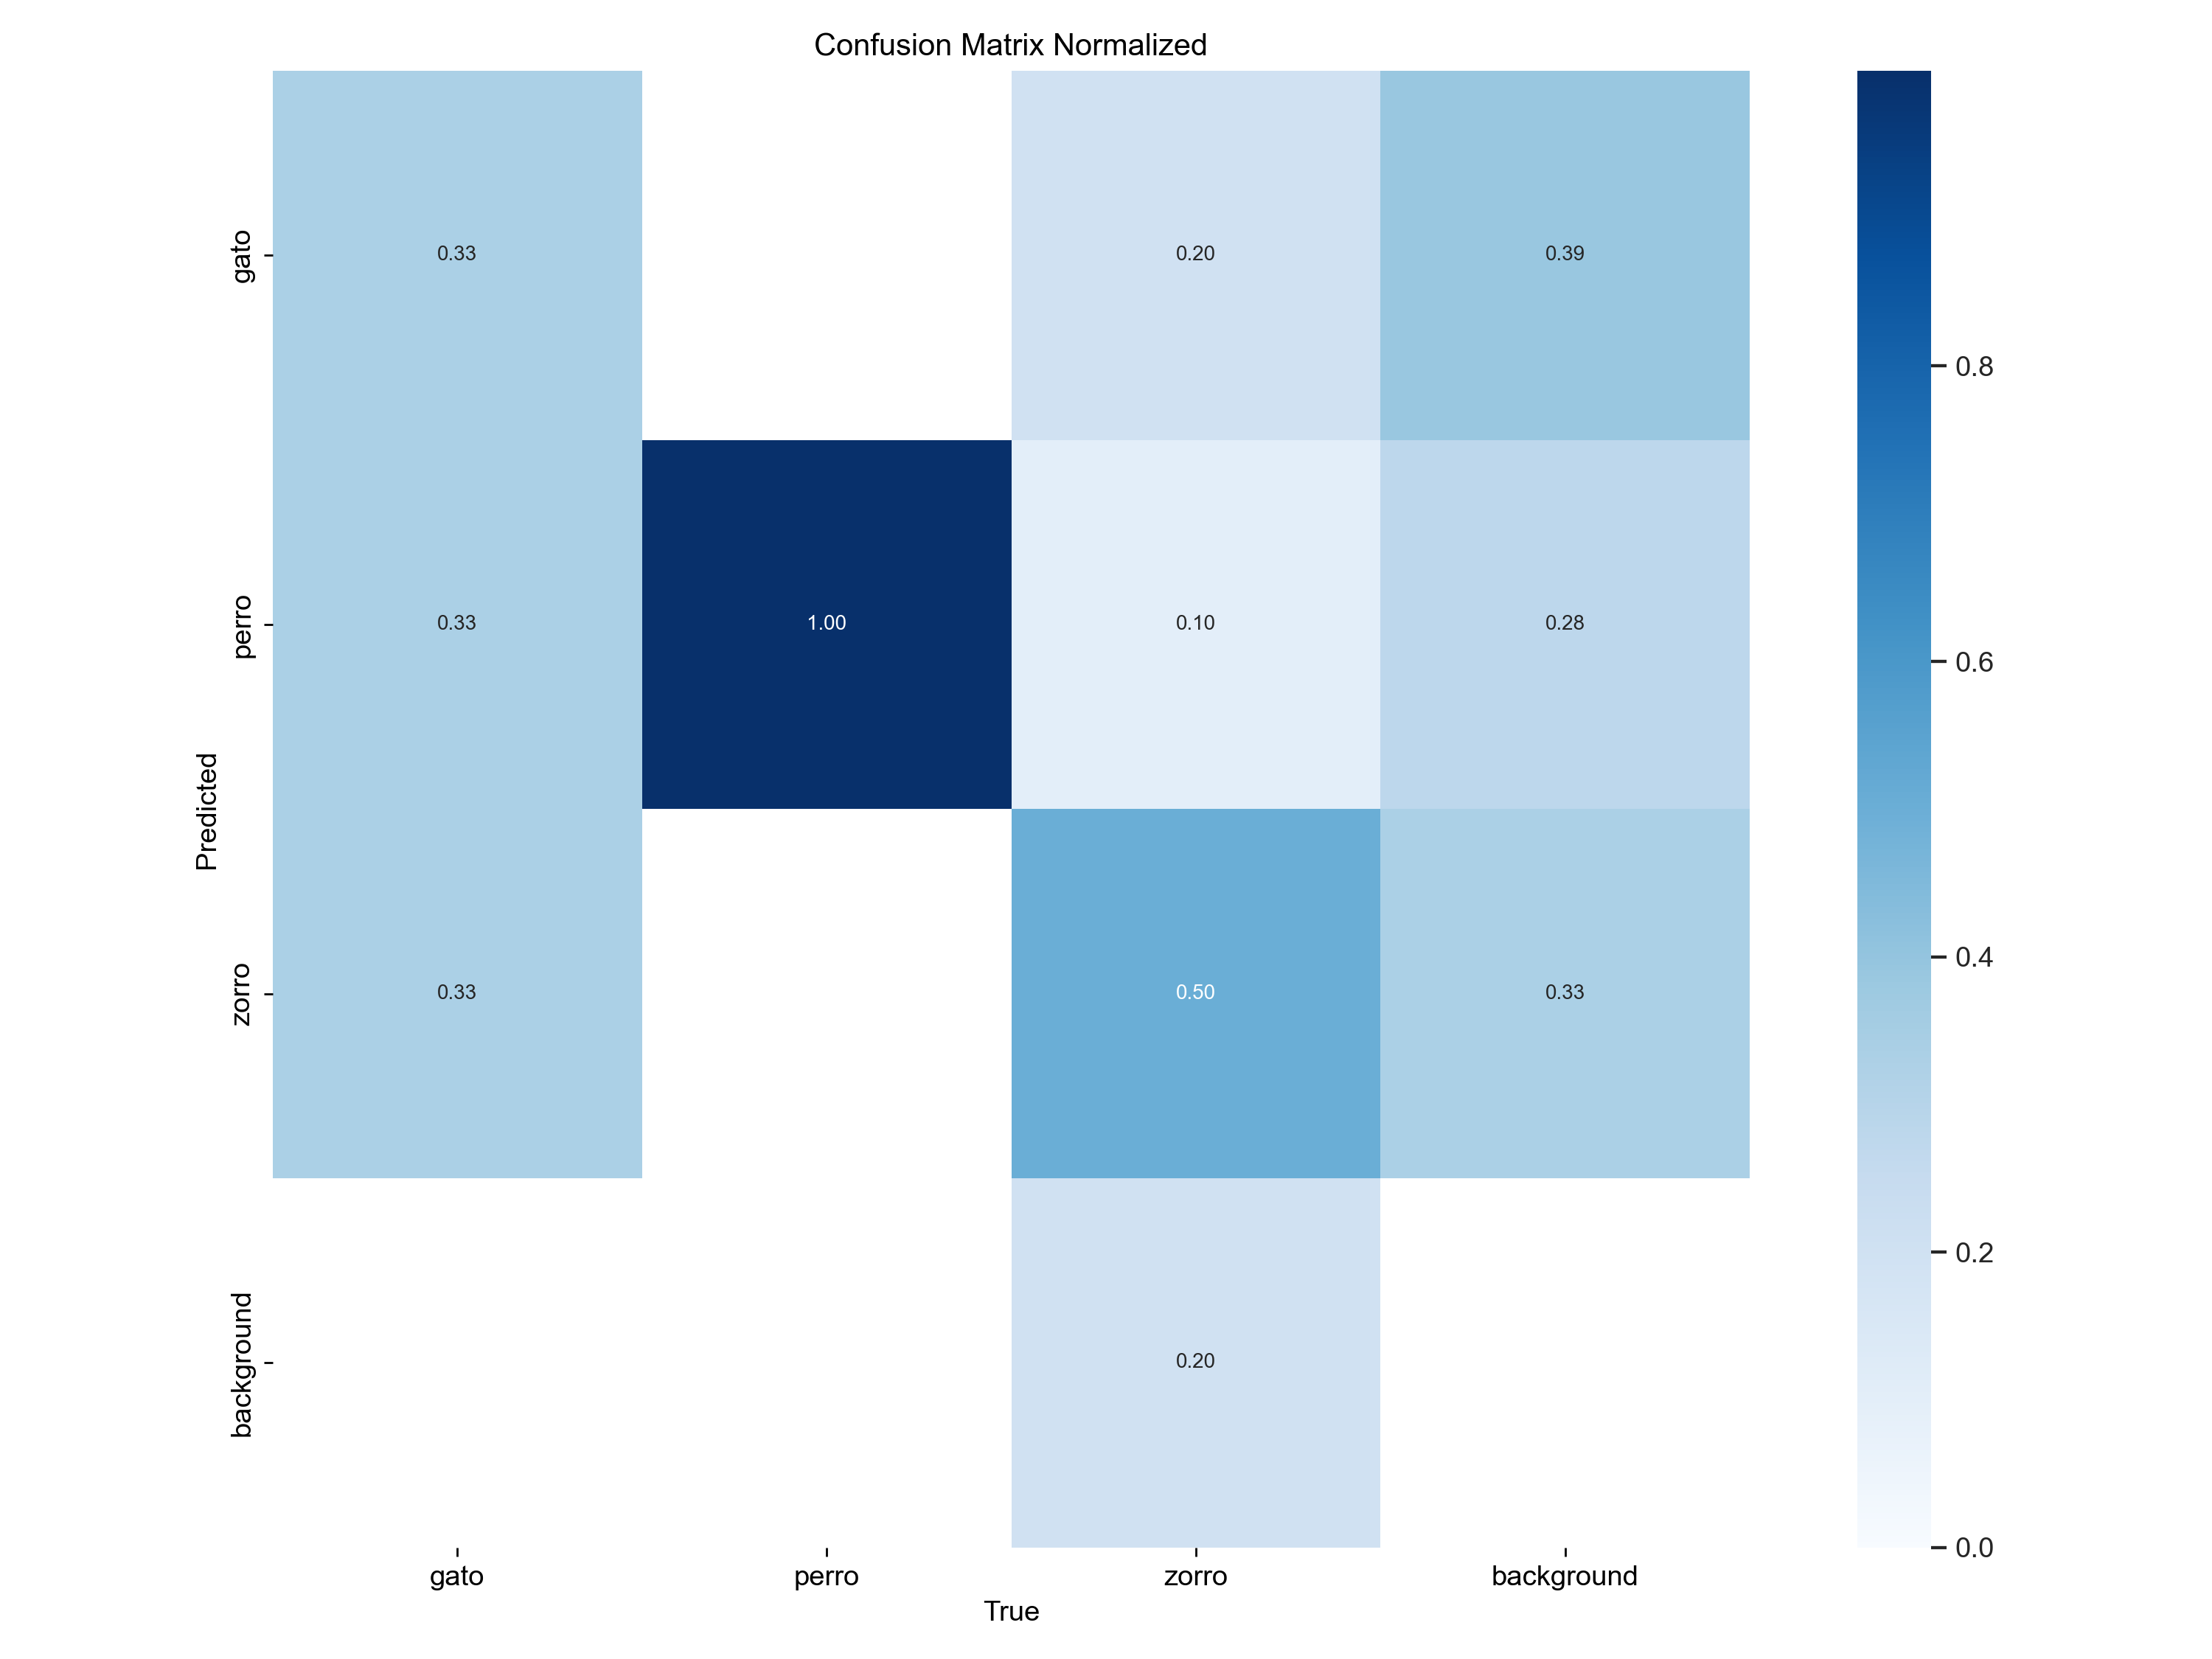 Confusion Matrix Normalized
gato
0.33
0.20
0.39
perro
0.33
1.00
0.10
0.28
zorro
0.33
0.50
0.33
background
0.20
Predicted
gato
perro
zorro
background
True
0.8
0.6
0.4
0.2
0.0